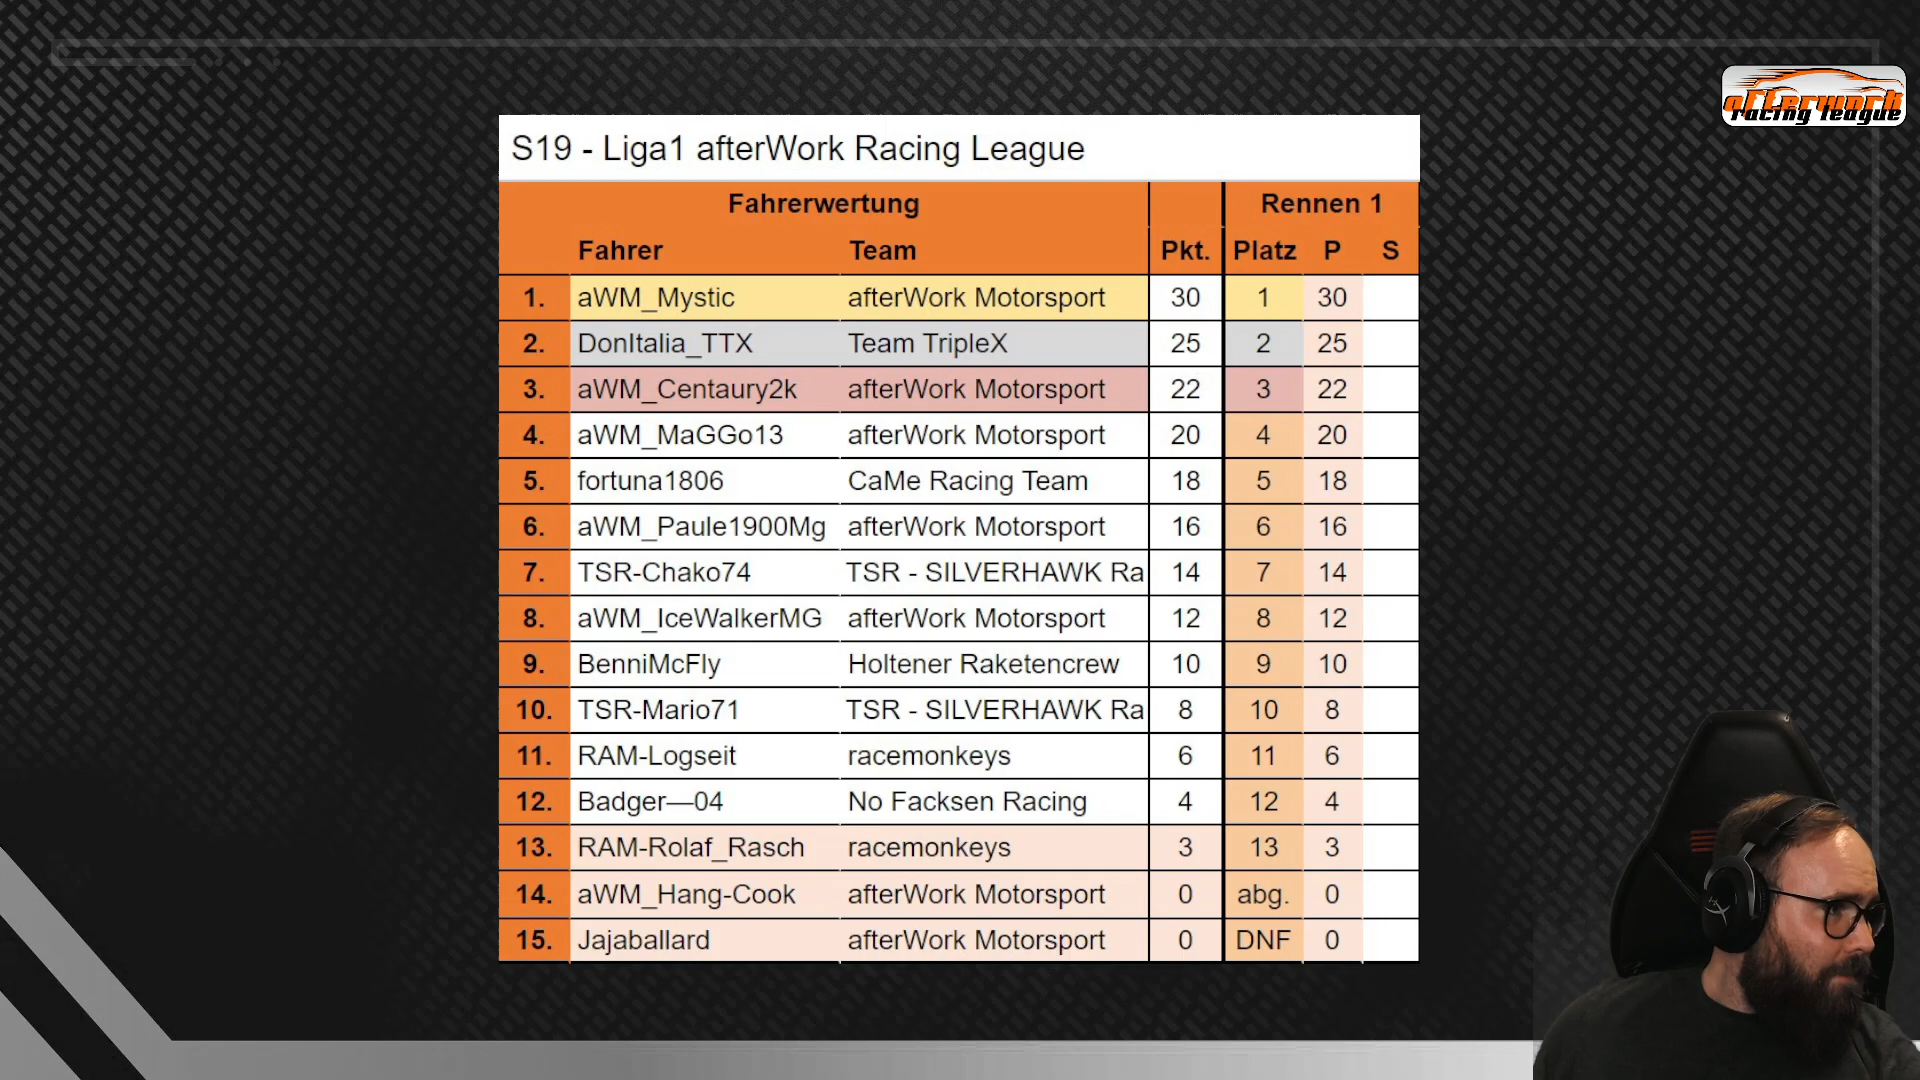 afterwork
racing league
S19 - Liga1 afterWork Racing League
Fahrerwertung Rennen 1
Fahrer Team Pkt. Platz P S
1. aWM_Mystic afterWork Motorsport 30 1 30
2. DonItalia_TTX Team TripleX 25 2 25
3. aWM_Centaury2k afterWork Motorsport 22 3 22
4. aWM_MaGGo13 afterWork Motorsport 20 4 20
5. fortuna1806 CaMe Racing Team 18 5 18
6. aWM_Paule1900Mg afterWork Motorsport 16 6 16
7. TSR-Chako74 TSR - SILVERHAWK Ra 14 7 14
8. aWM_IceWalkerMG afterWork Motorsport 12 8 12
9. BenniMcFly Holtener Raketencrew 10 9 10
10. TSR-Mario71 TSR - SILVERHAWK Ra 8 10 8
11. RAM-Logseit racemonkeys 6 11 6
12. Badger—04 No Facksen Racing 4 12 4
13. RAM-Rolaf_Rasch racemonkeys 3 13 3
14. aWM_Hang-Cook afterWork Motorsport 0 abg. 0
15. Jajaballard afterWork Motorsport 0 DNF 0